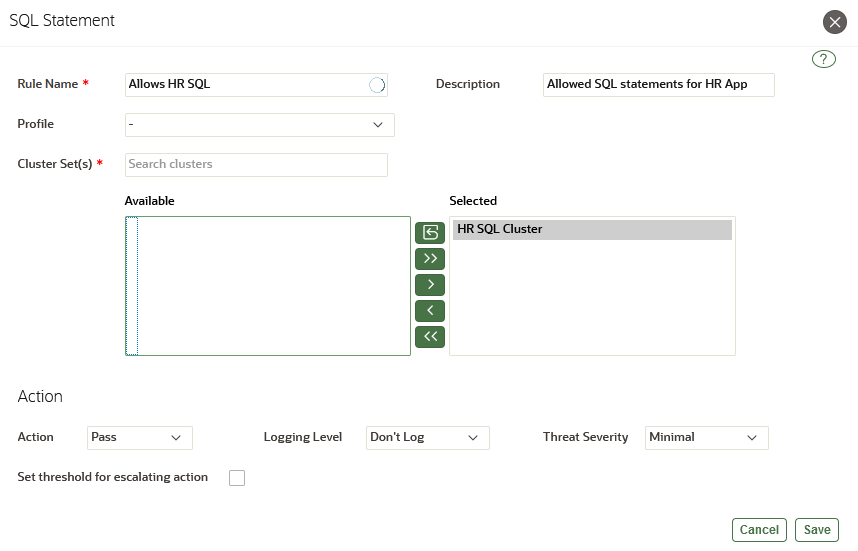 SQL Statement
?
Rule Name * Allows HR SQL Description Allowed SQL statements for HR App
Profile -
Cluster Set(s) * Search clusters
Available Selected
HR SQL Cluster
Action
Action Pass Logging Level Don't Log Threat Severity Minimal
Set threshold for escalating action
Cancel Save